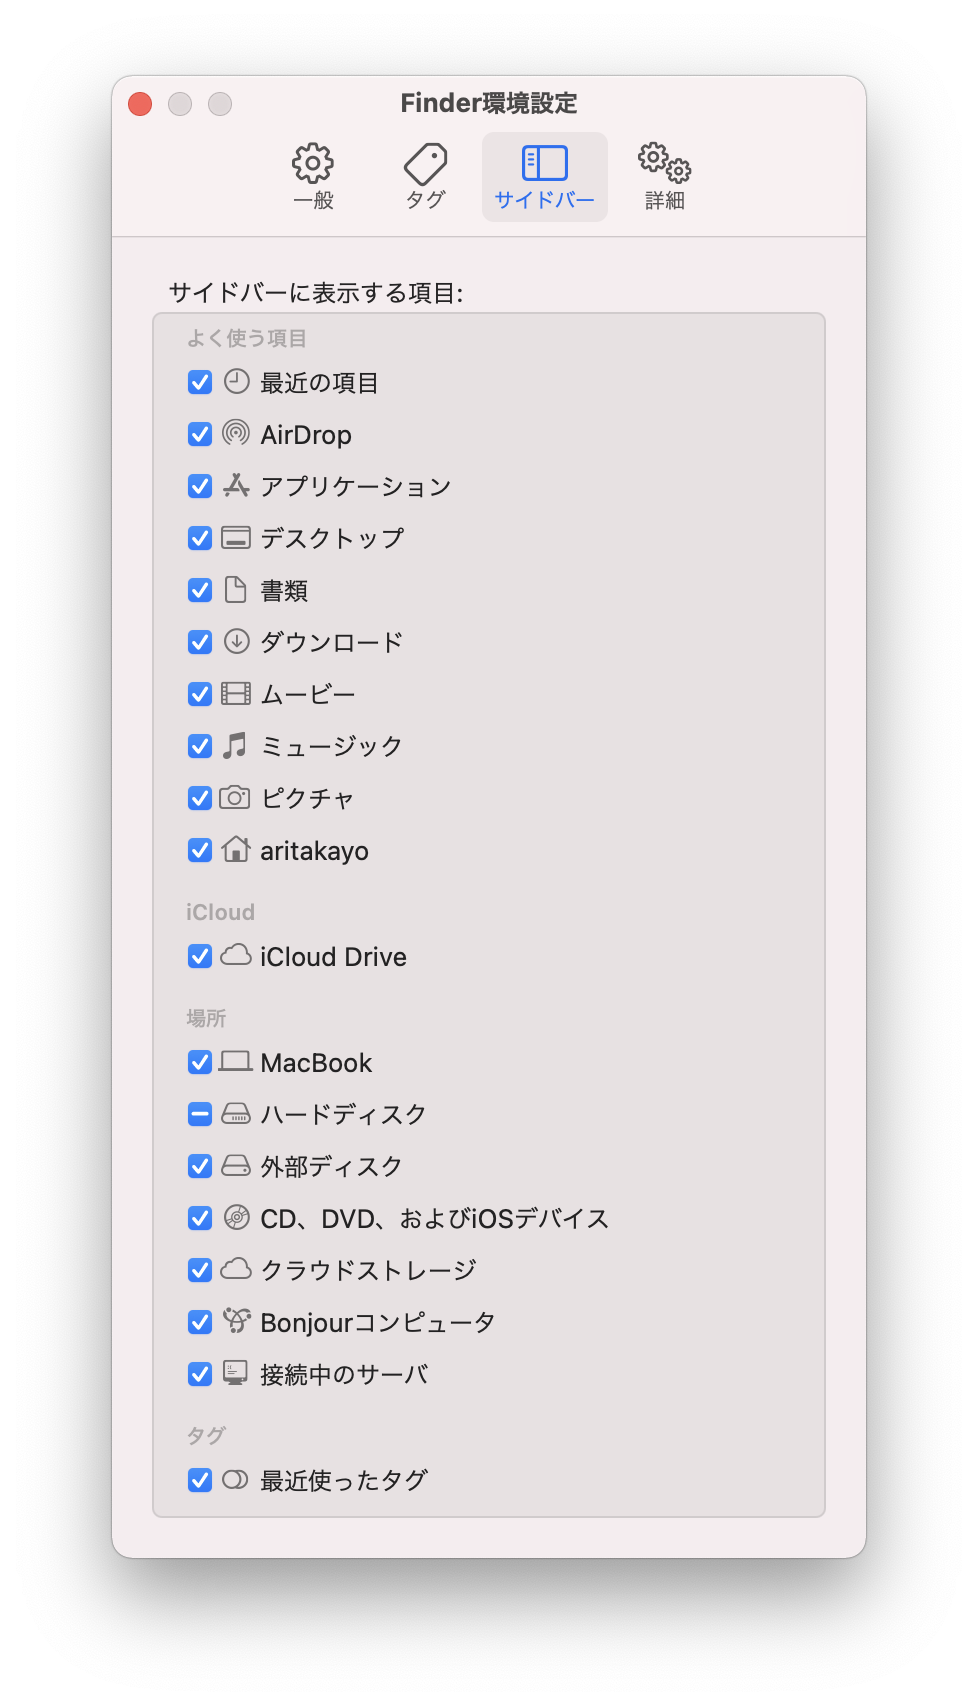 Finder環境設定
一般
タグ
サイドバー
詳細
サイドバーに表示する項目:
よく使う項目
最近の項目
AirDrop
アプリケーション
デスクトップ
書類
ダウンロード
ムービー
ミュージック
ピクチャ
aritakayo
iCloud
iCloud Drive
場所
MacBook
ハードディスク
外部ディスク
CD、DVD、およびiOSデバイス
クラウドストレージ
Bonjourコンピュータ
接続中のサーバ
タグ
最近使ったタグ